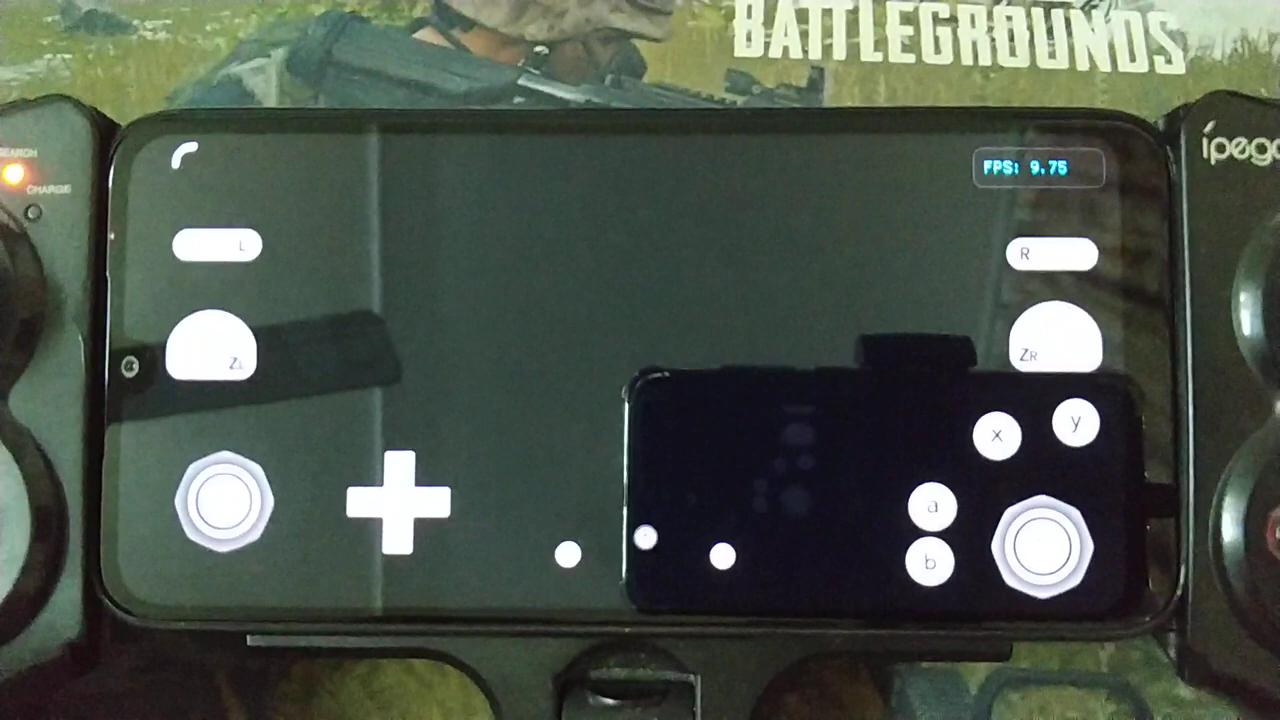 BATTLEGROUNDS
SEARCH
CHARGE
ipega
FPS: 9.75
L
R
ZL
ZR
x
y
a
b